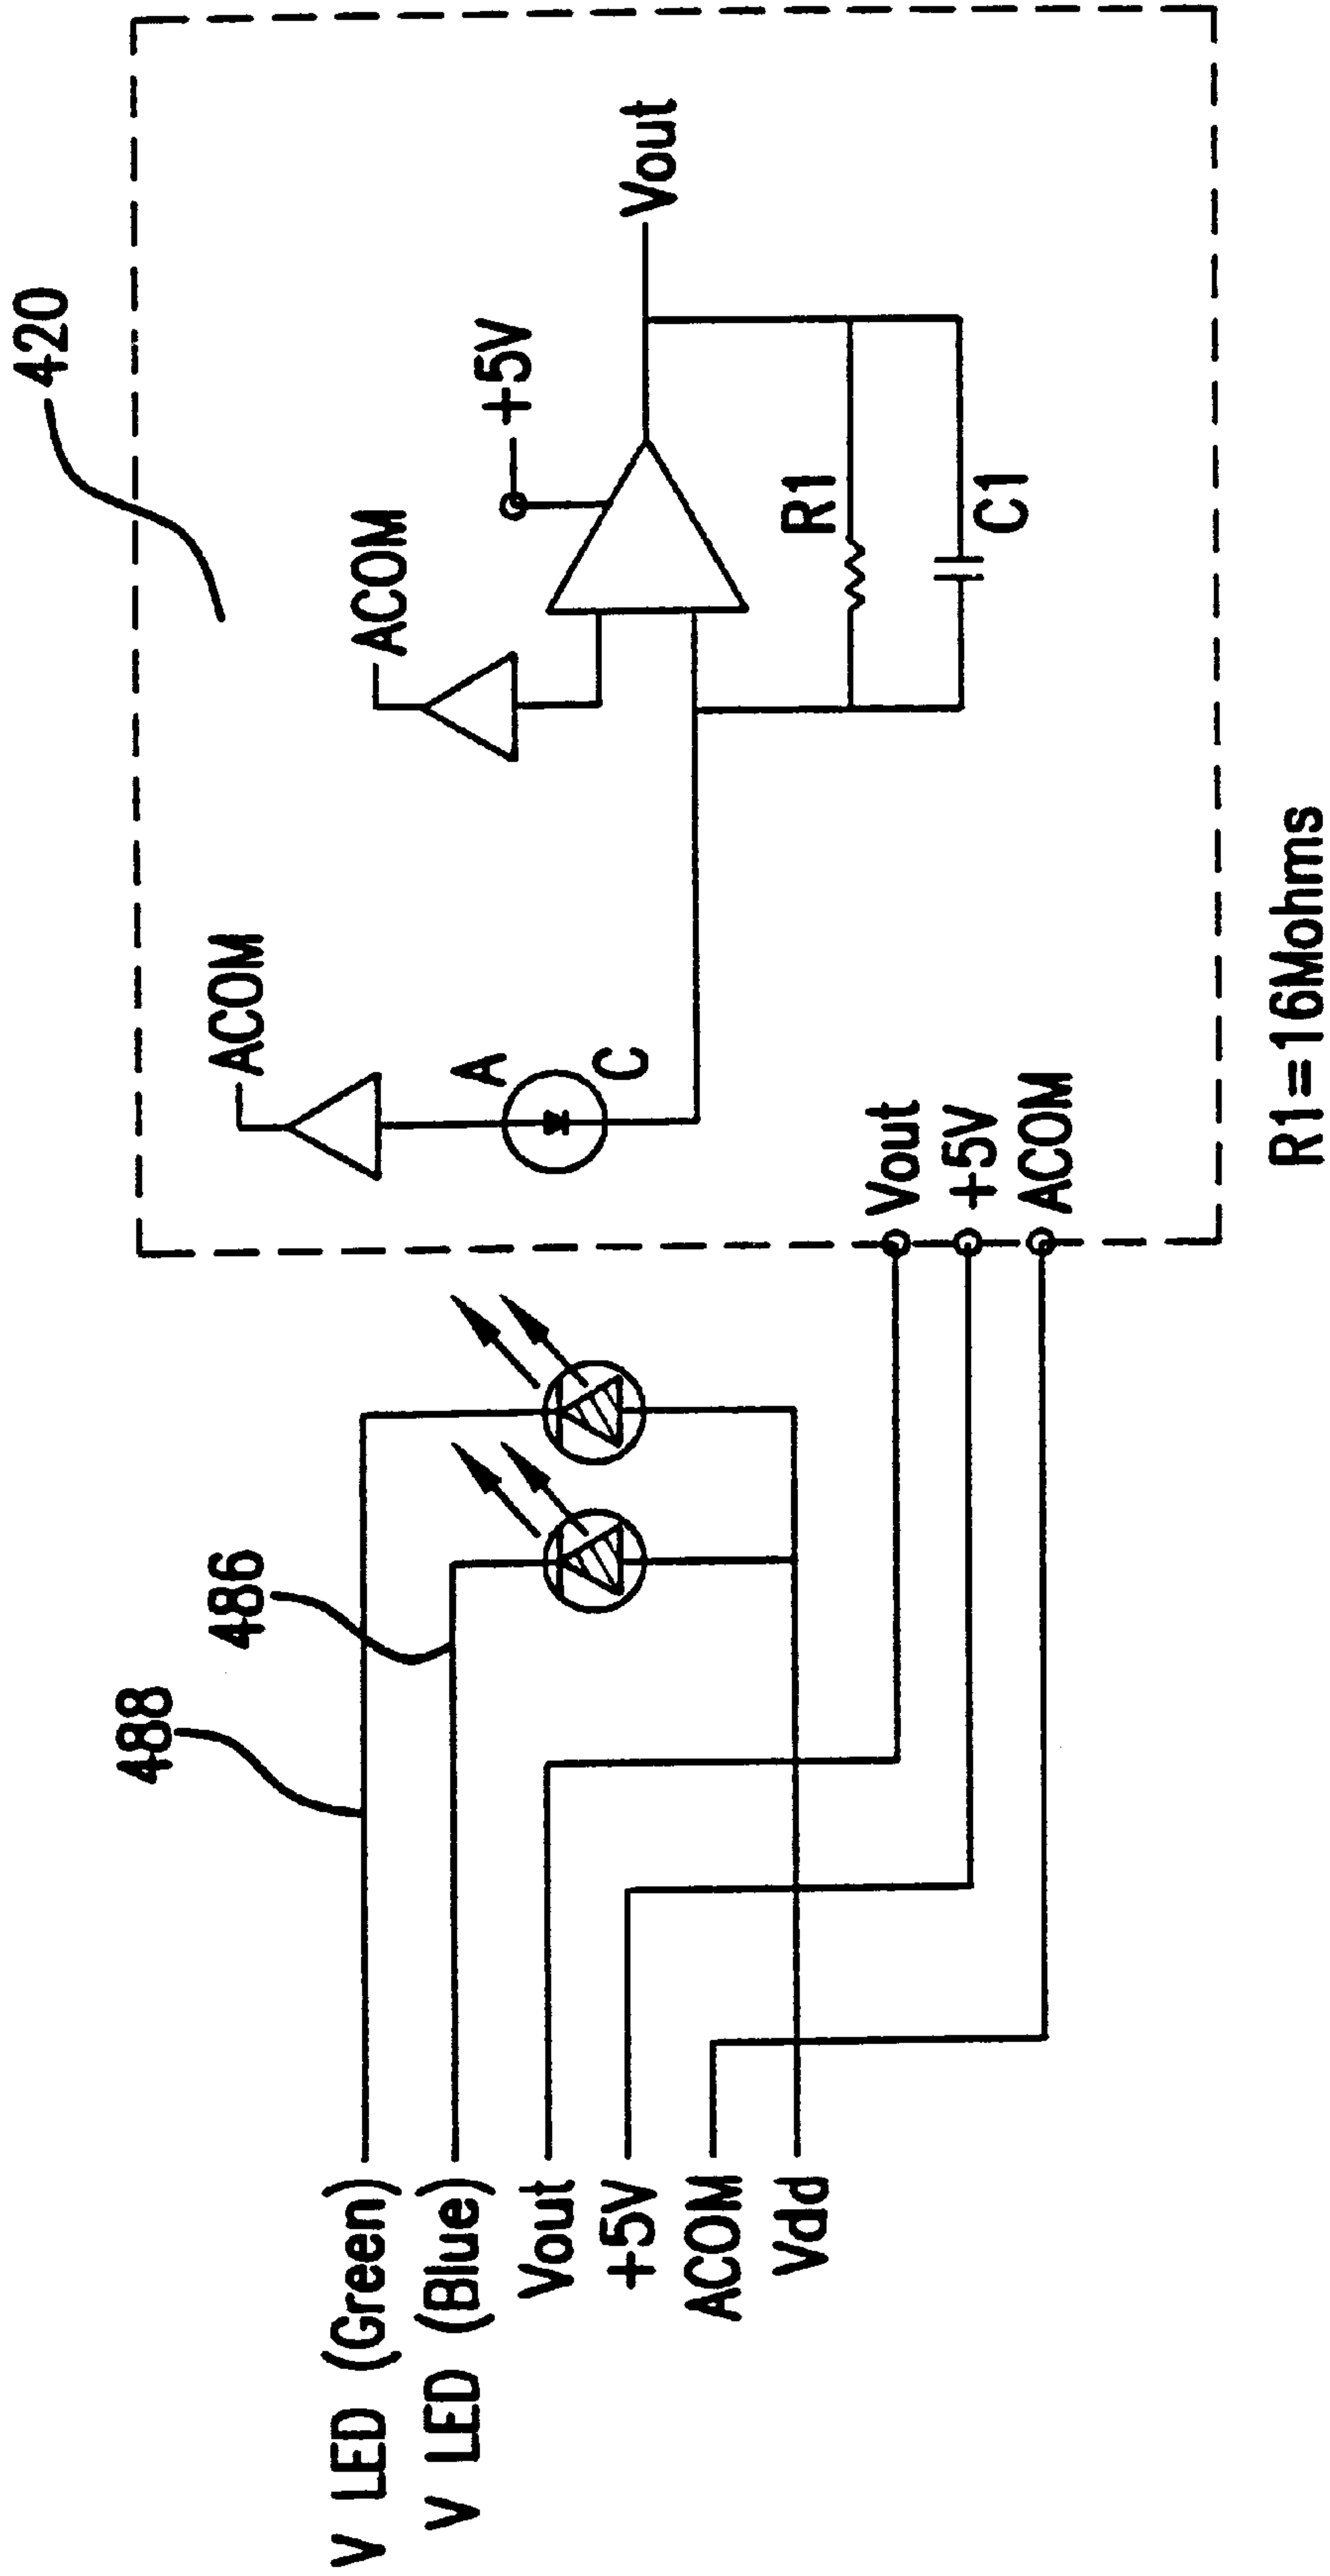 420
ACOM
ACOM
+5V
Vout
A
C
R1
C1
Vout
+5V
ACOM
488
486
V LED (Green)
V LED (Blue)
Vout
+5V
ACOM
Vdd
R1=16Mohms